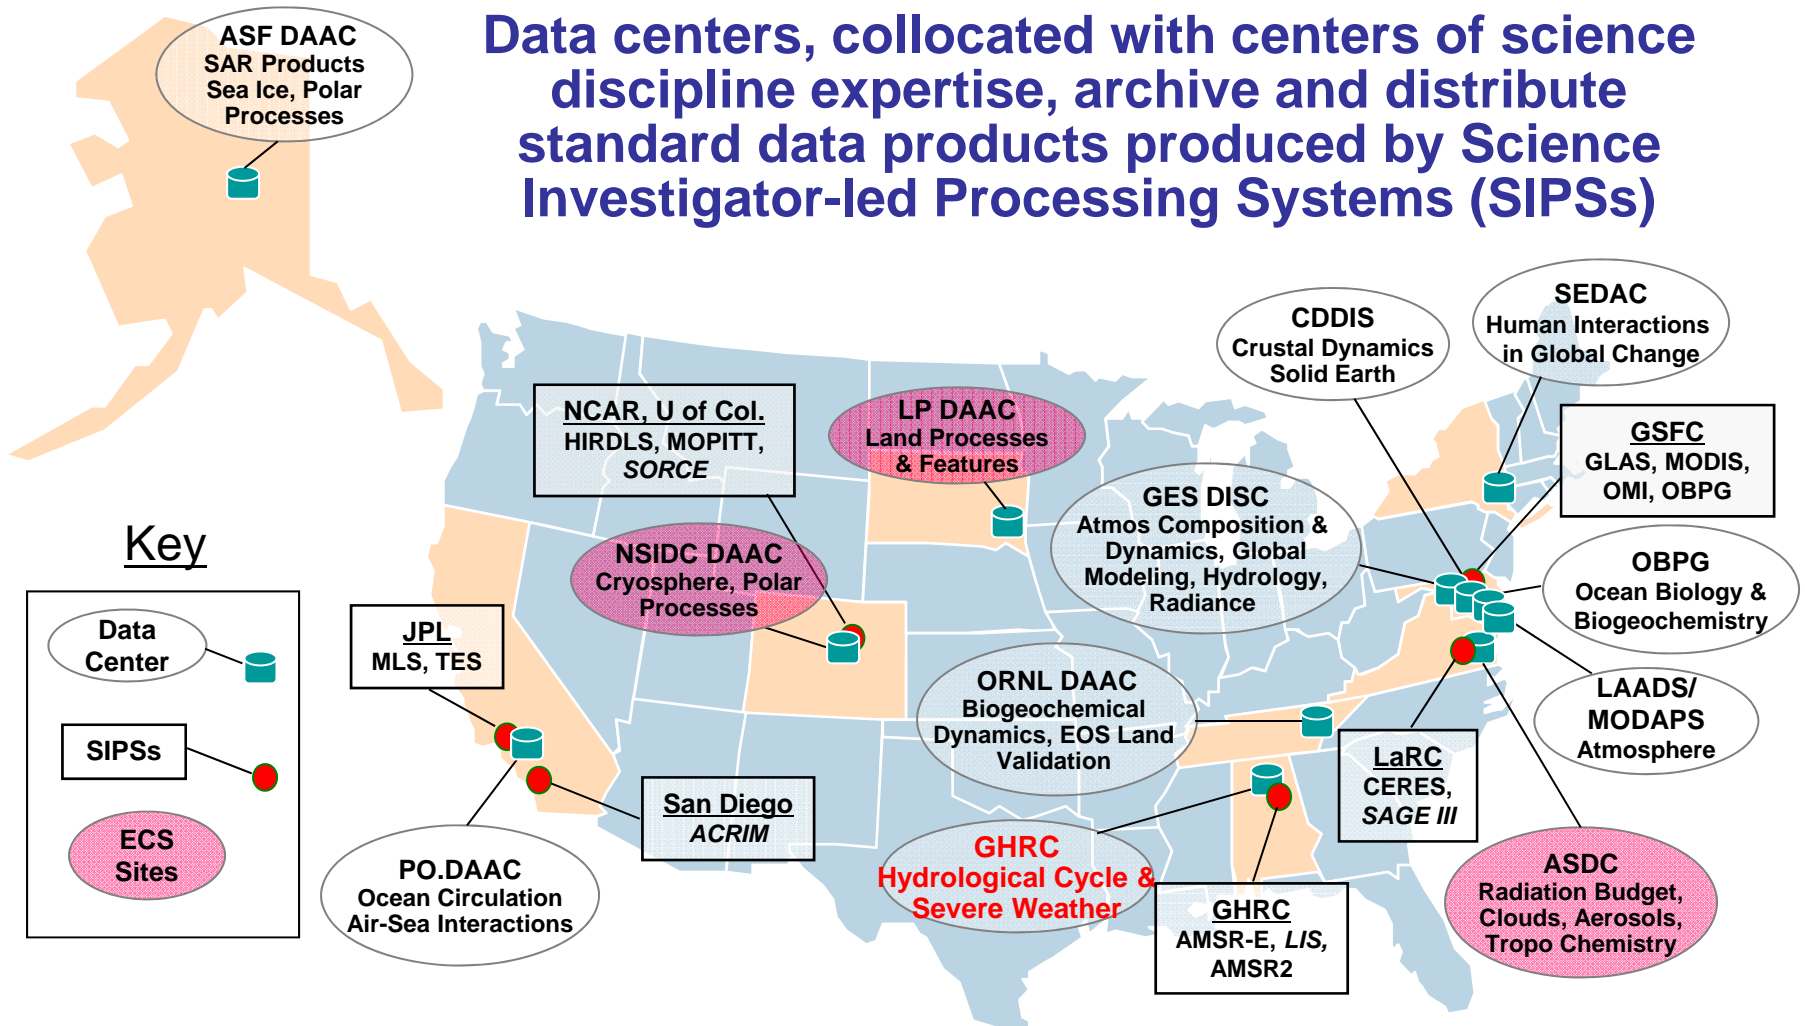 Data centers, collocated with centers of science
discipline expertise, archive and distribute
standard data products produced by Science
Investigator-led Processing Systems (SIPSs)
ASF DAAC
SAR Products
Sea Ice, Polar
Processes
SEDAC
Human Interactions
in Global Change
CDDIS
Crustal Dynamics
Solid Earth
NCAR, U of Col.
HIRDLS, MOPITT,
SORCE
LP DAAC
Land Processes
& Features
GSFC
GLAS, MODIS,
OMI, OBPG
GES DISC
Atmos Composition &
Dynamics, Global
Modeling, Hydrology,
Radiance
NSIDC DAAC
Cryosphere, Polar
Processes
OBPG
Ocean Biology &
Biogeochemistry
Key
Data
Center
SIPSs
ECS
Sites
JPL
MLS, TES
ORNL DAAC
Biogeochemical
Dynamics, EOS Land
Validation
LAADS/
MODAPS
Atmosphere
LaRC
CERES,
SAGE III
San Diego
ACRIM
PO.DAAC
Ocean Circulation
Air-Sea Interactions
GHRC
Hydrological Cycle &
Severe Weather
GHRC
AMSR-E, LIS,
AMSR2
ASDC
Radiation Budget,
Clouds, Aerosols,
Tropo Chemistry